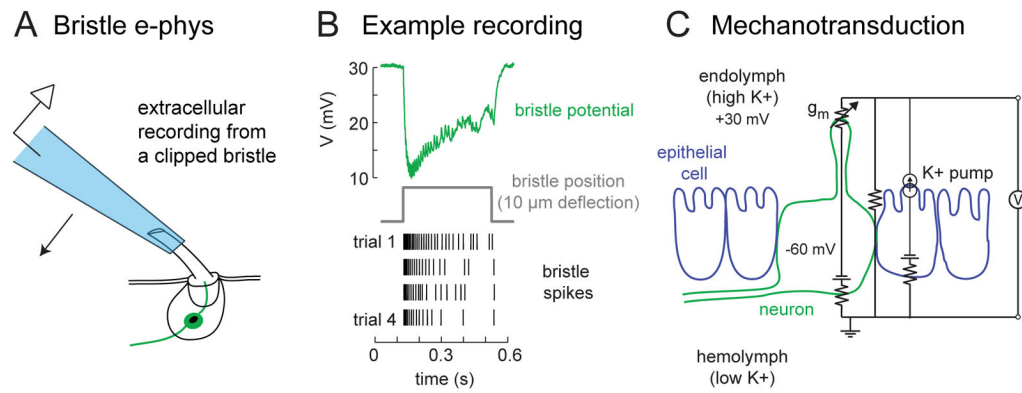 A Bristle e-phys
extracellular
recording from
a clipped bristle
B Example recording
V (mV)
30
20
10
bristle potential
bristle position
(10 µm deflection)
trial 1
trial 4
bristle
spikes
0 0.3 0.6
time (s)
C Mechanotransduction
endolymph
(high K+)
+30 mV
gm
epithelial
cell
K+ pump
V
-60 mV
neuron
hemolymph
(low K+)